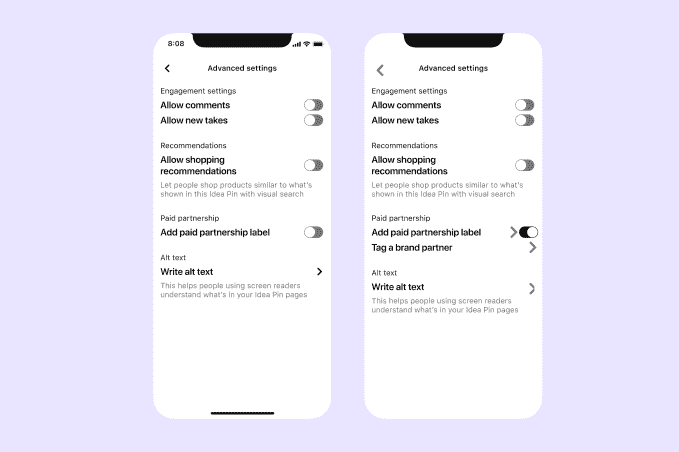 8:08
Advanced settings
Engagement settings
Allow comments
Allow new takes
Recommendations
Allow shopping
recommendations
Let people shop products similar to what's
shown in this Idea Pin with visual search
Paid partnership
Add paid partnership label
Alt text
Write alt text
This helps people using screen readers
understand what's in your Idea Pin pages
Advanced settings
Engagement settings
Allow comments
Allow new takes
Recommendations
Allow shopping
recommendations
Let people shop products similar to what's
shown in this Idea Pin with visual search
Paid partnership
Add paid partnership label
Tag a brand partner
Alt text
Write alt text
This helps people using screen readers
understand what's in your Idea Pin pages